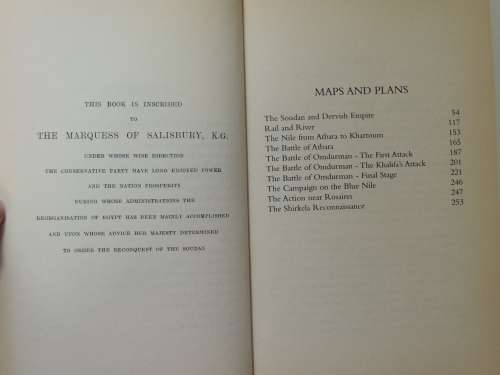 THIS BOOK IS INSCRIBED
TO
THE MARQUESS OF SALISBURY, K.G.
UNDER WHOSE WISE DIRECTION
THE CONSERVATIVE PARTY HAVE LONG ENJOYED POWER
AND THE NATION PROSPERITY
DURING WHOSE ADMINISTRATIONS THE
REORGANISATION OF EGYPT HAS BEEN MAINLY ACCOMPLISHED
AND UPON WHOSE ADVICE HER MAJESTY DETERMINED
TO ORDER THE RECONQUEST OF THE SOUDAN
MAPS AND PLANS
The Soudan and Dervish Empire 54
Rail and River 117
The Nile from Atbara to Khartoum 153
The Battle of Atbara 165
The Battle of Omdurman - The First Attack 187
The Battle of Omdurman - The Khalifa's Attack 201
The Battle of Omdurman - Final Stage 221
The Campaign on the Blue Nile 246
The Action near Rosaires 247
The Shirkela Reconnaissance 253